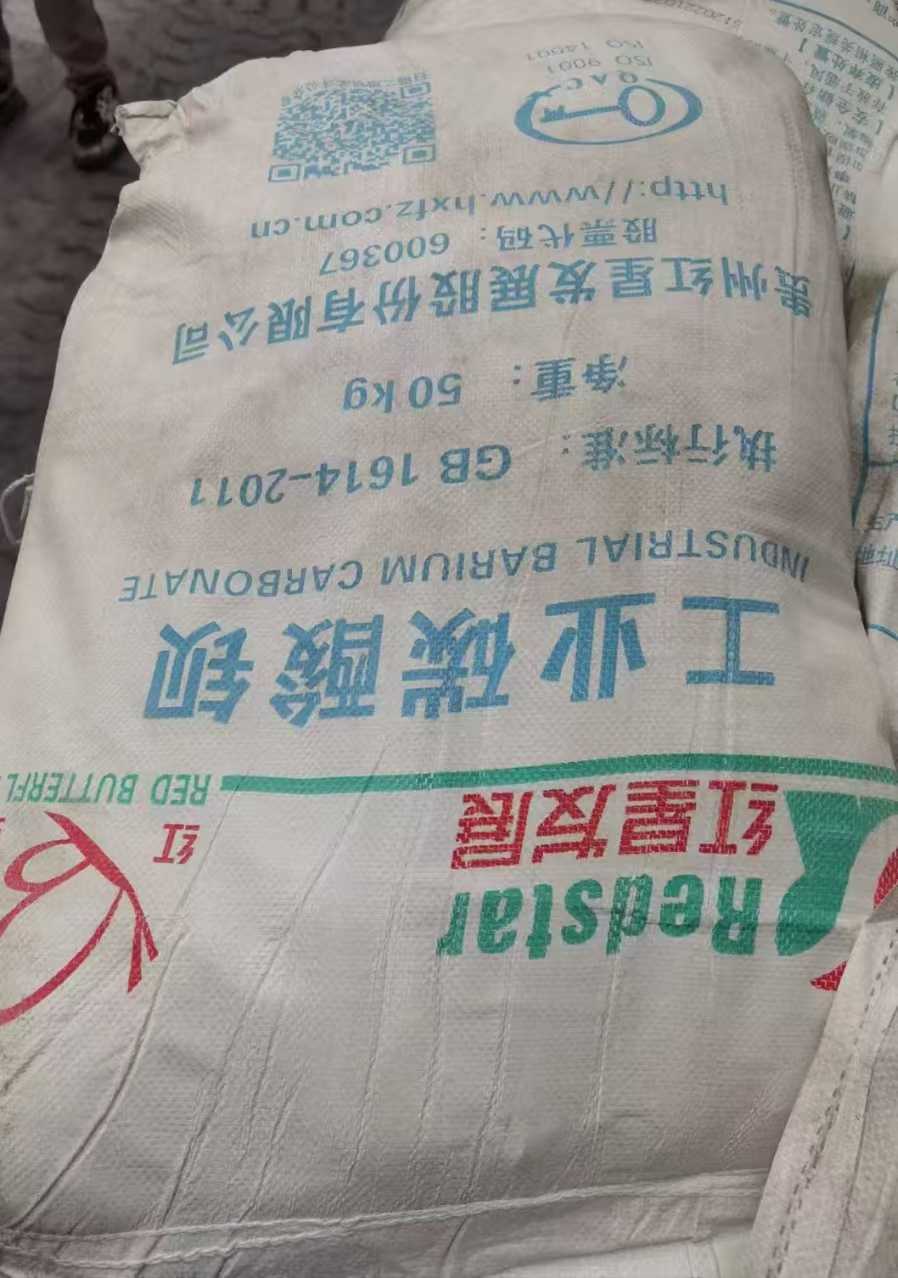 Redstar
红星发展
RED BUTTERFL
红
工业碳酸钡
INDUSTRIAL BARIUM CARBONATE
执行标准: GB 1614-2011
净重: 50 kg
贵州红星发展股份有限公司
股票代码: 600367
http://www.hxfz.com.cn
QAC
ISO 9001
ISO 14001